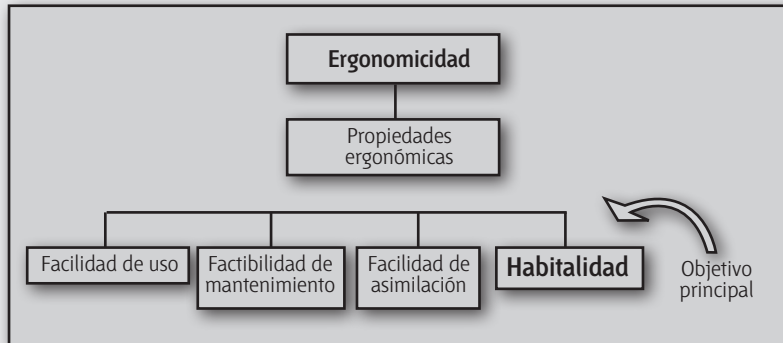 Ergonomicidad
Propiedades
ergonómicas
Facilidad de uso
Factibilidad de
mantenimiento
Facilidad de
asimilación
Habitalidad
Objetivo
principal